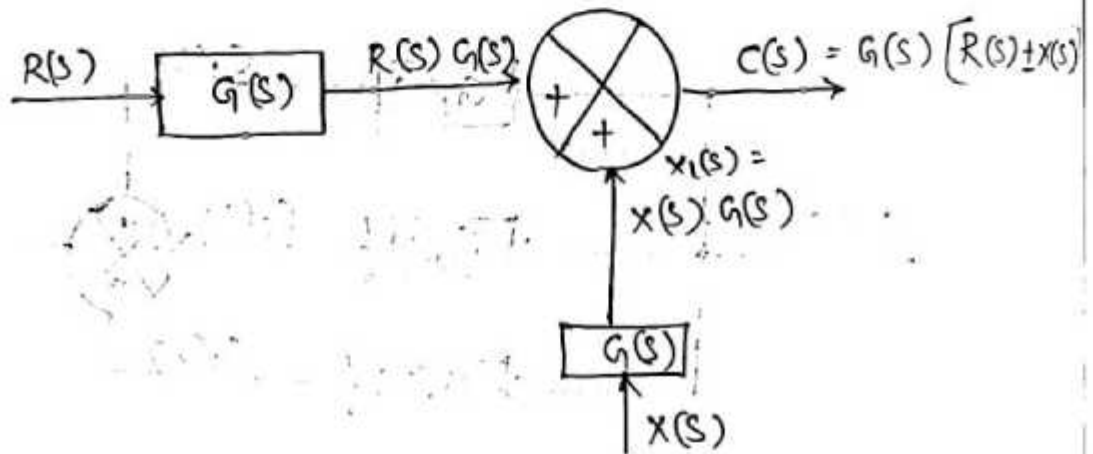 R(S)
G(S)
R(S) G(S).
C(S) = G(S) [R(S) ± X(S)
+
+
X1(S) =
X(S) G(S)
G(S)
X(S)